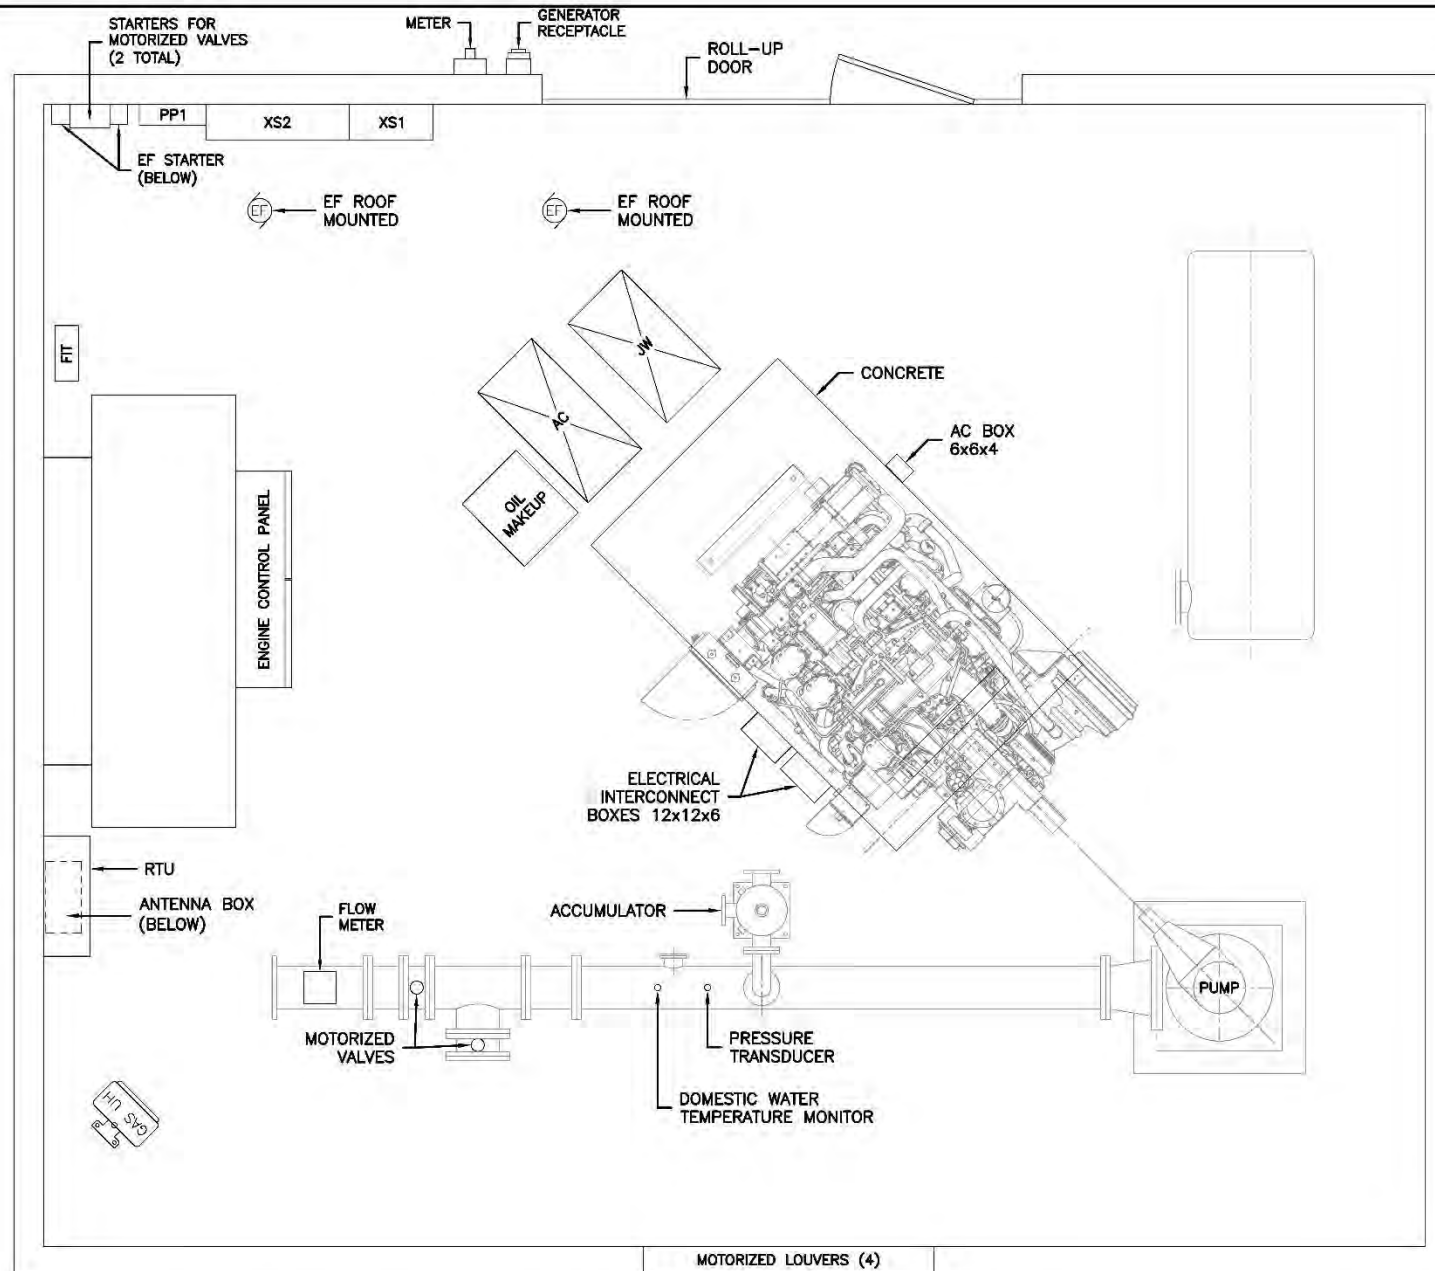 STARTERS FOR
MOTORIZED VALVES
(2 TOTAL)
METER
GENERATOR
RECEPTACLE
ROLL-UP
DOOR
PP1
XS2
XS1
EF STARTER
(BELOW)
EF
EF ROOF
MOUNTED
EF
EF ROOF
MOUNTED
FIT
JW
CONCRETE
AC
AC BOX
6x6x4
OIL
MAKEUP
ENGINE CONTROL PANEL
ELECTRICAL
INTERCONNECT
BOXES 12x12x6
RTU
ANTENNA BOX
(BELOW)
FLOW
METER
ACCUMULATOR
PUMP
MOTORIZED
VALVES
PRESSURE
TRANSDUCER
DOMESTIC WATER
TEMPERATURE MONITOR
GAS UH
MOTORIZED LOUVERS (4)